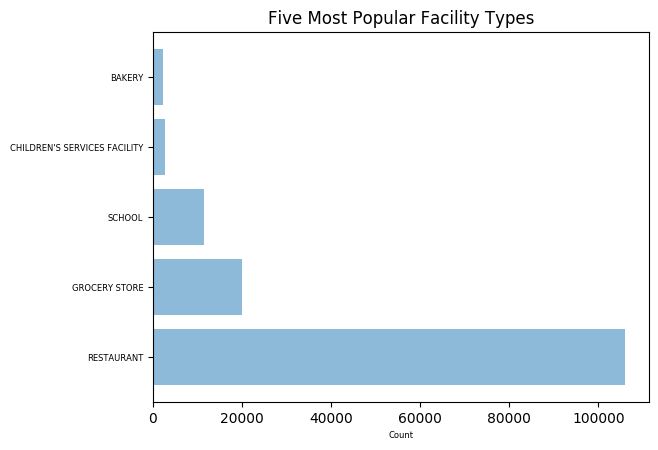 Five Most Popular Facility Types
BAKERY
CHILDREN'S SERVICES FACILITY
SCHOOL
GROCERY STORE
RESTAURANT
0 20000 40000 60000 80000 100000
Count